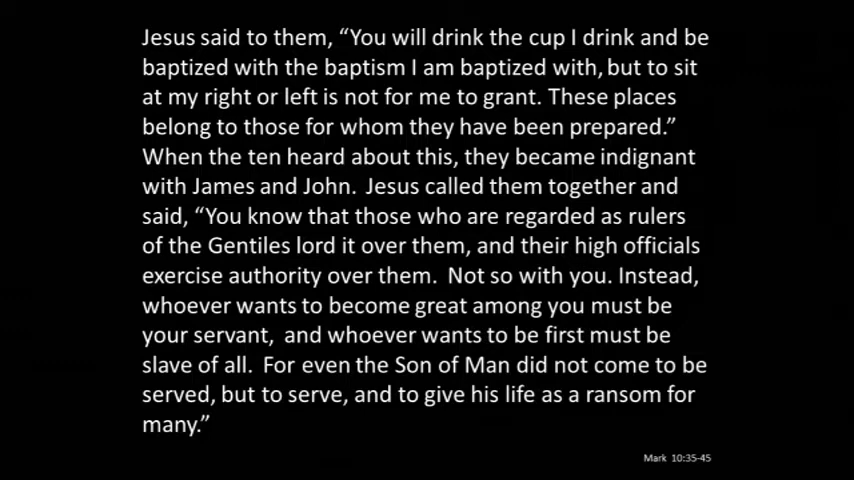 Jesus said to them, “You will drink the cup I drink and be
baptized with the baptism I am baptized with, but to sit
at my right or left is not for me to grant. These places
belong to those for whom they have been prepared.”
When the ten heard about this, they became indignant
with James and John.  Jesus called them together and
said, “You know that those who are regarded as rulers
of the Gentiles lord it over them, and their high officials
exercise authority over them.  Not so with you. Instead,
whoever wants to become great among you must be
your servant,  and whoever wants to be first must be
slave of all.  For even the Son of Man did not come to be
served, but to serve, and to give his life as a ransom for
many.”
Mark  10:35-45